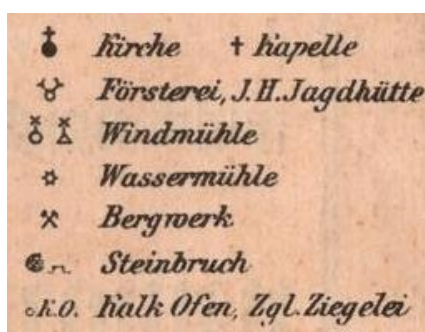 Kirche † Kapelle
Försterei, J.H. Jagdhütte
Windmühle
Wassermühle
Bergwerk
Steinbruch
K.O. Kalk Ofen, Zgl. Ziegelei